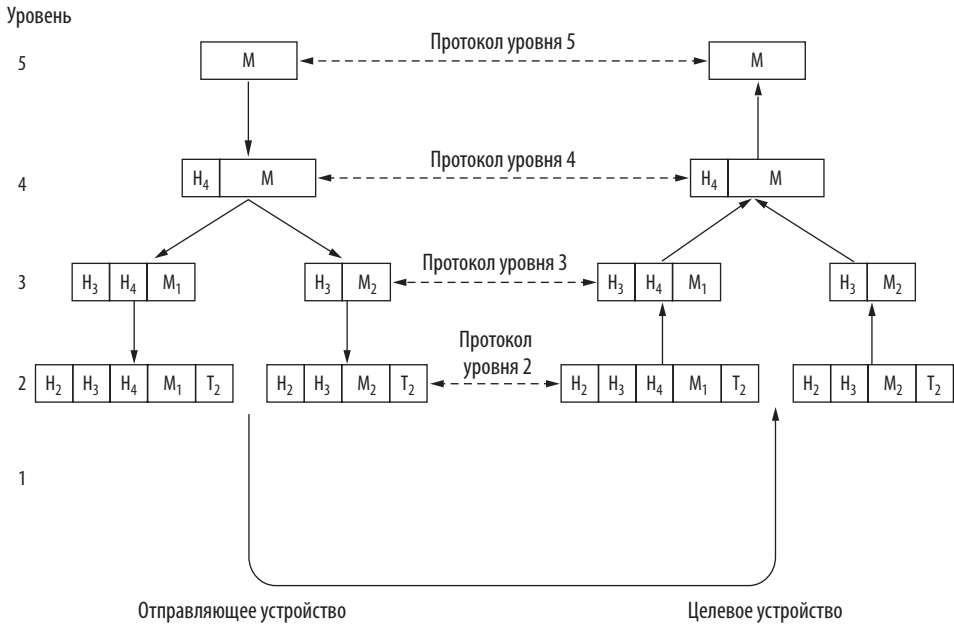 Уровень
5 M Протокол уровня 5 M
4 H₄ M Протокол уровня 4 H₄ M
3 H₃ H₄ M₁ H₃ M₂ Протокол уровня 3 H₃ H₄ M₁ H₃ M₂
Протокол
уровня 2
2 H₂ H₃ H₄ M₁ T₂ H₂ H₃ M₂ T₂ H₂ H₃ H₄ M₁ T₂ H₂ H₃ M₂ T₂
1
Отправляющее устройство Целевое устройство